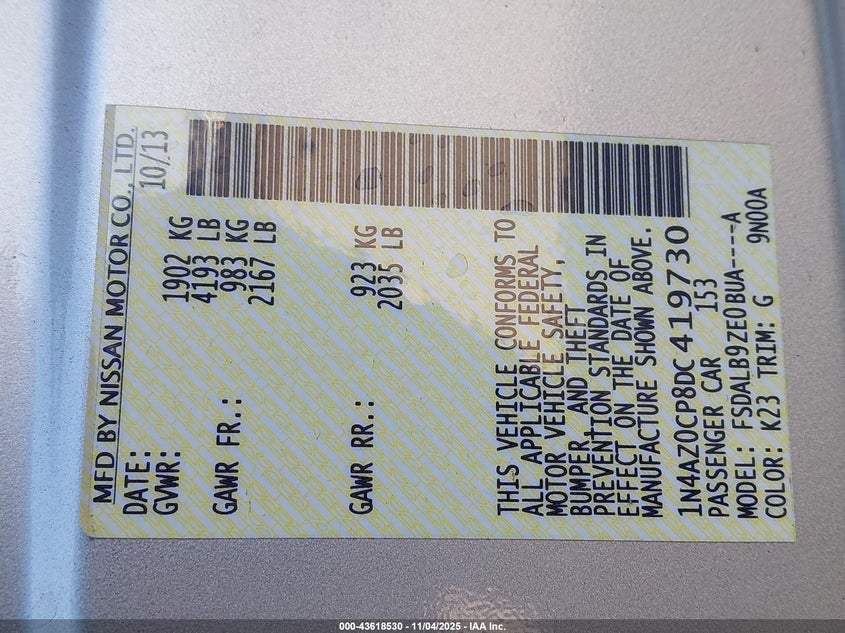 MFD BY NISSAN MOTOR CO., LTD.
DATE: 10/13
GVWR: 1902 KG
4193 LB
GAWR FR.: 983 KG
2167 LB
GAWR RR.: 923 KG
2035 LB
THIS VEHICLE CONFORMS TO
ALL APPLICABLE FEDERAL
MOTOR VEHICLE SAFETY,
BUMPER, AND THEFT
PREVENTION STANDARDS IN
EFFECT ON THE DATE OF
MANUFACTURE SHOWN ABOVE.
1N4AZ0CP8DC419730
PASSENGER CAR 153
MODEL: FSDALB9ZE0BUA----A
COLOR: K23 TRIM: G 9N00A
000-43618530 - 11/04/2025 - IAA Inc.